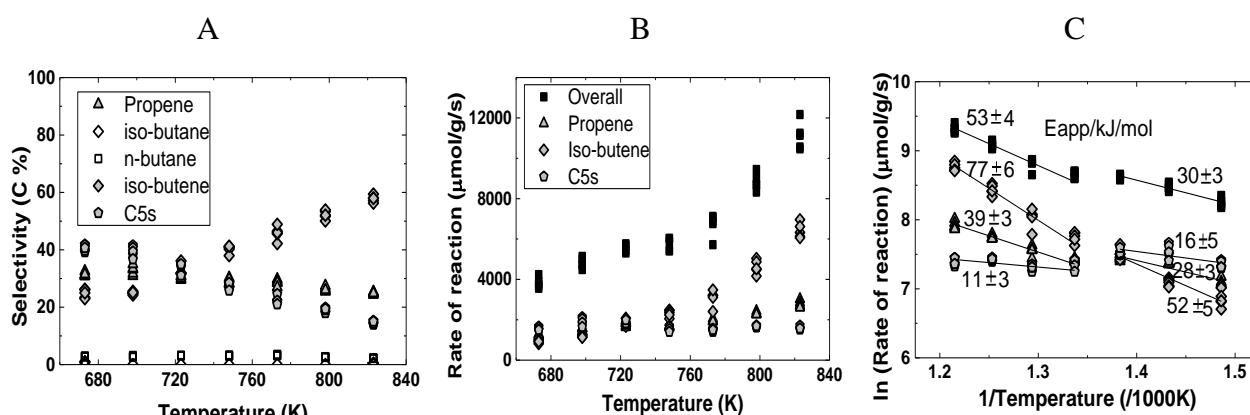 A
B
C
Selectivity (C %)
100
80
60
40
20
0
Propene
iso-butane
n-butane
iso-butene
C5s
680
720
760
800
840
Temperature (K)
Rate of reaction (μmol/g/s)
12000
8000
4000
0
Overall
Propene
Iso-butene
C5s
680
720
760
800
840
Temperature (K)
ln (Rate of reaction) (μmol/g/s)
10
9
8
7
6
53±4
Eapp/kJ/mol
77±6
30±3
39±3
16±5
28±3
11±3
52±5
1.2
1.3
1.4
1.5
1/Temperature (/1000K)